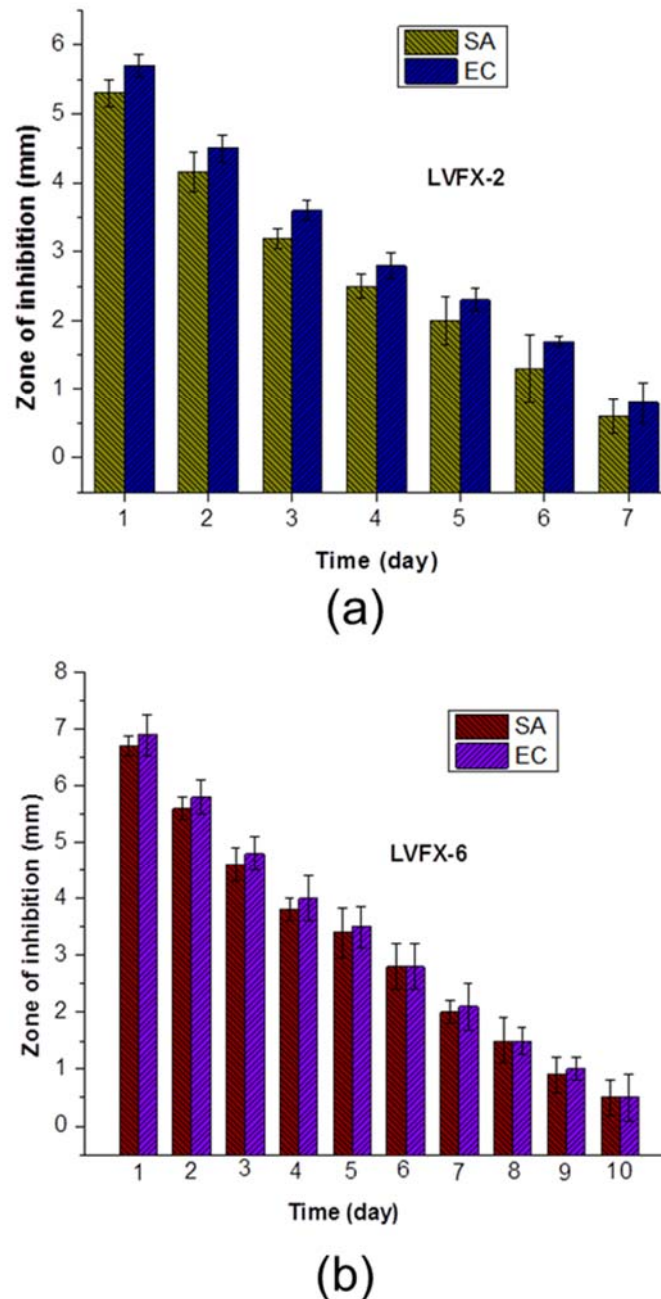 SA
EC
LVFX-2
Zone of inhibition (mm)
6
5
4
3
2
1
0
1 2 3 4 5 6 7
Time (day)
(a)
SA
EC
LVFX-6
Zone of inhibition (mm)
8
7
6
5
4
3
2
1
0
1 2 3 4 5 6 7 8 9 10
Time (day)
(b)